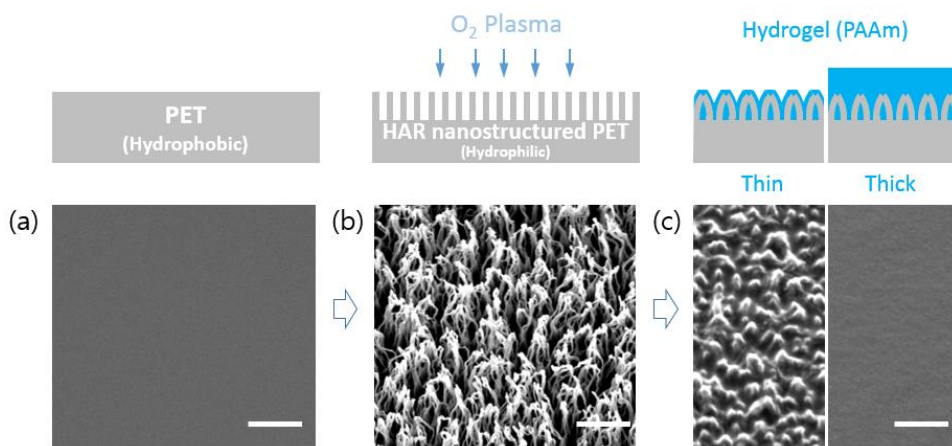 O₂ Plasma
Hydrogel (PAAm)
PET
(Hydrophobic)
HAR nanostructured PET
(Hydrophilic)
Thin
Thick
(a)
(b)
(c)